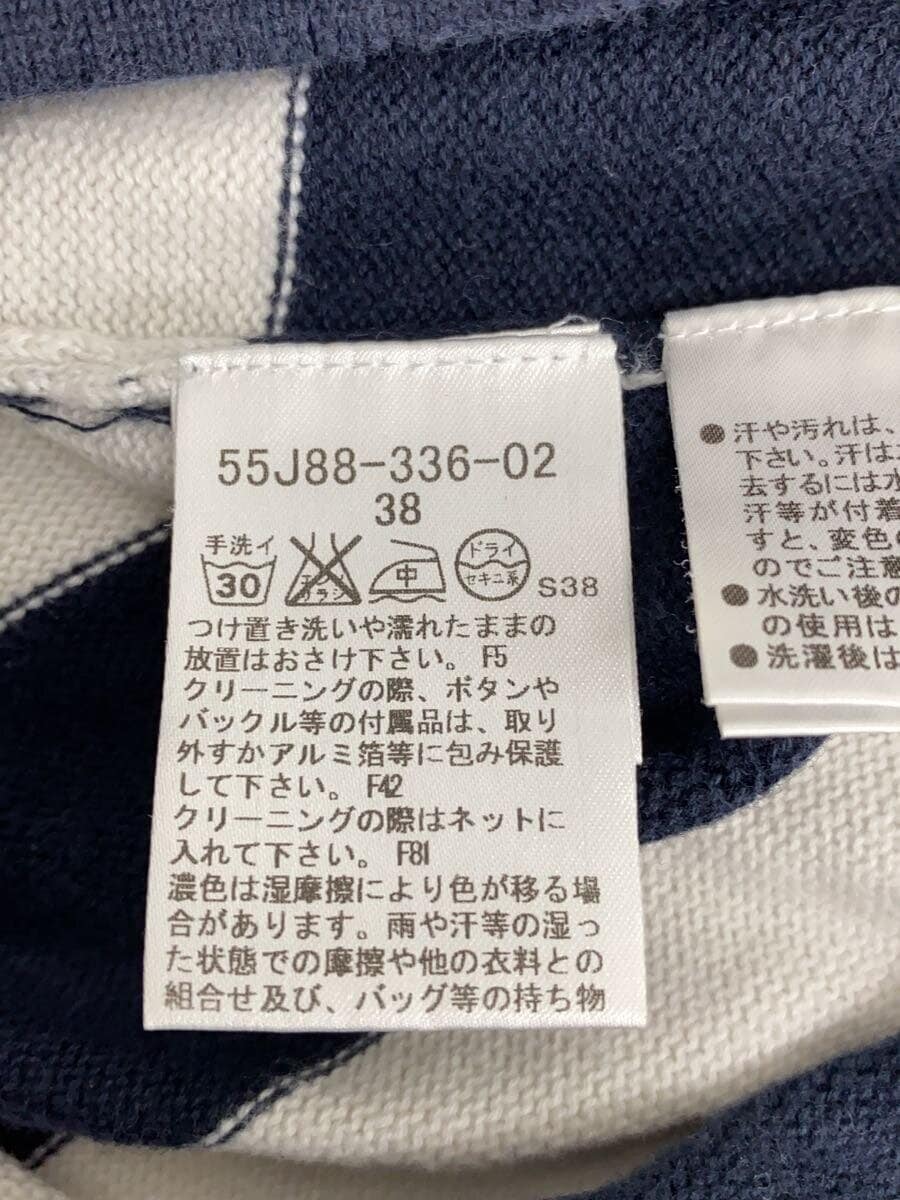 55J88-336-02
38
手洗イ
30
エンソ
サラシ
中
ドライ
セキユ系
S38
つけ置き洗いや濡れたままの
放置はおさけ下さい。F5
クリーニングの際、ボタンや
バックル等の付属品は、取り
外すかアルミ箔等に包み保護
して下さい。F42
クリーニングの際はネットに
入れて下さい。F81
濃色は湿摩擦により色が移る場
合があります。雨や汗等の湿っ
た状態での摩擦や他の衣料との
組合せ及び、バッグ等の持ち物
●汗や汚れは、
下さい。汗は
去するには水
汗等が付着
すと、変色の
のでご注意
●水洗い後の
の使用は
●洗濯後は